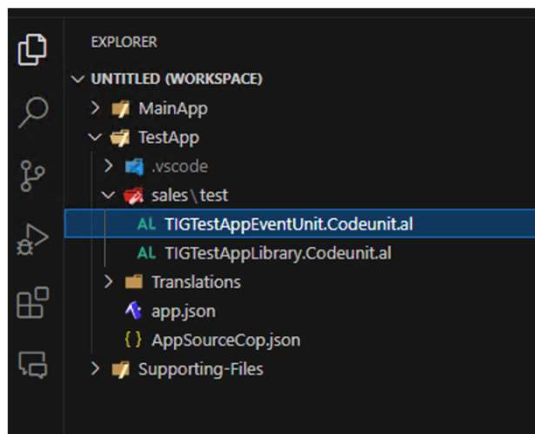 EXPLORER
UNTITLED (WORKSPACE)
MainApp
TestApp
.vscode
sales\test
AL TIGTestAppEventUnit.Codeunit.al
AL TIGTestAppLibrary.Codeunit.al
Translations
app.json
{} AppSourceCop.json
Supporting-Files